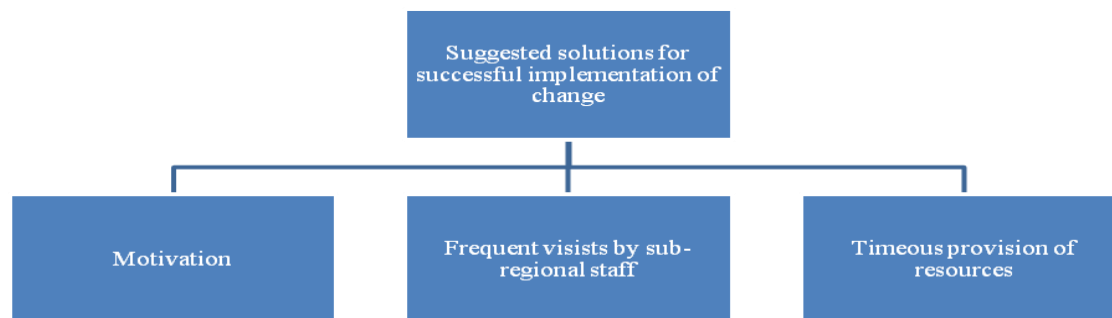 Suggested solutions for
successful implementation of
change
Motivation
Frequent visists by sub-
regional staff
Timeous provision of
resources